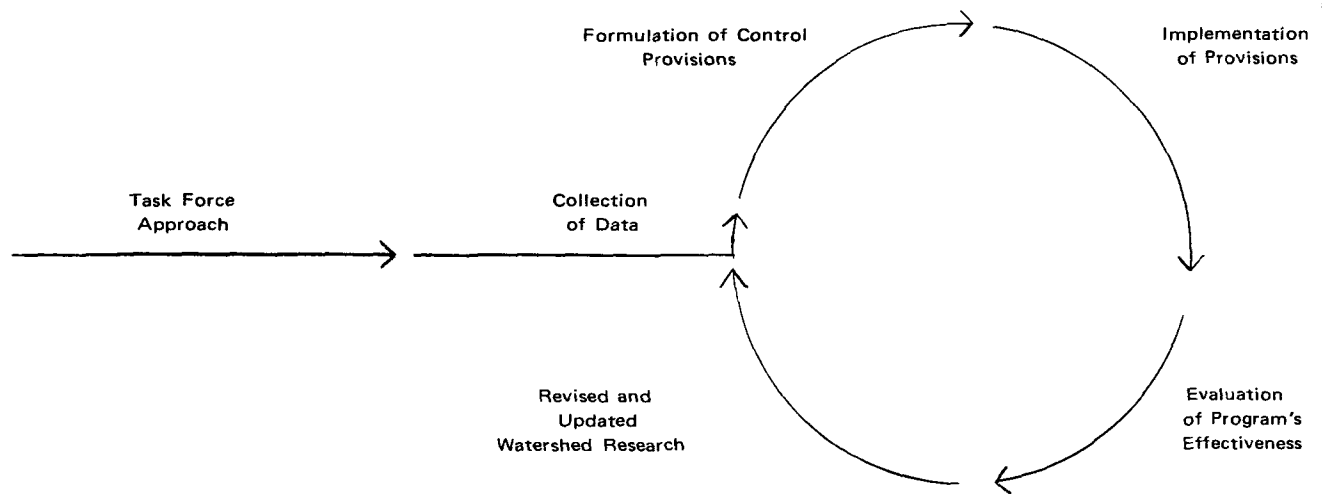 Task Force
Approach
Collection
of Data
Formulation of Control
Provisions
Implementation
of Provisions
Evaluation
of Program's
Effectiveness
Revised and
Updated
Watershed Research